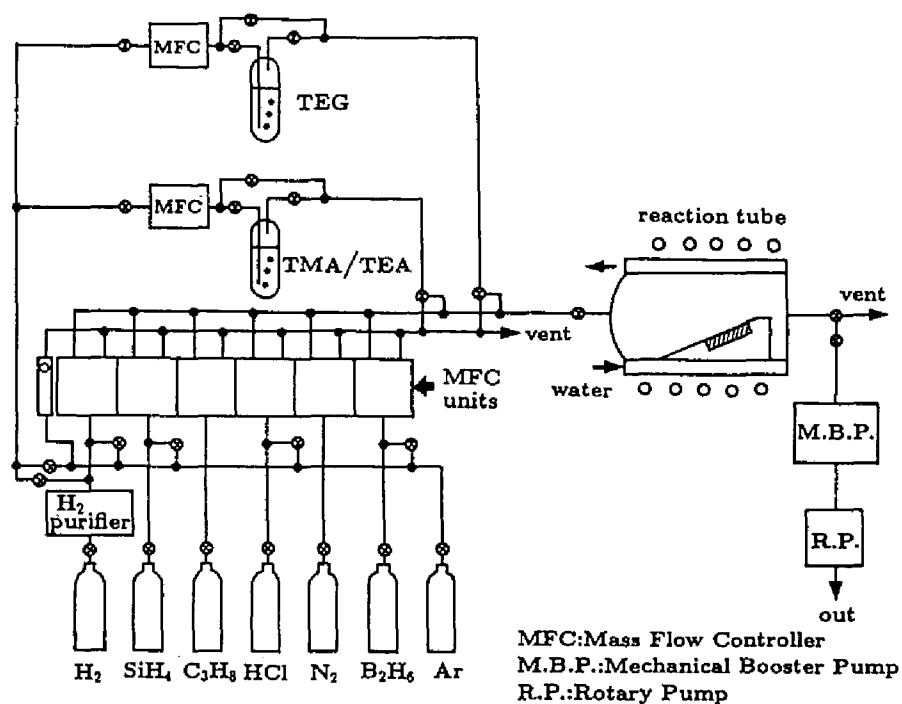 MFC
TEG
MFC
TMA/TEA
reaction tube
vent
vent
water
MFC
units
M.B.P.
H₂
purifier
R.P.
out
H₂ SiH₄ C₃H₈ HCl N₂ B₂H₆ Ar
MFC:Mass Flow Controller
M.B.P.:Mechanical Booster Pump
R.P.:Rotary Pump